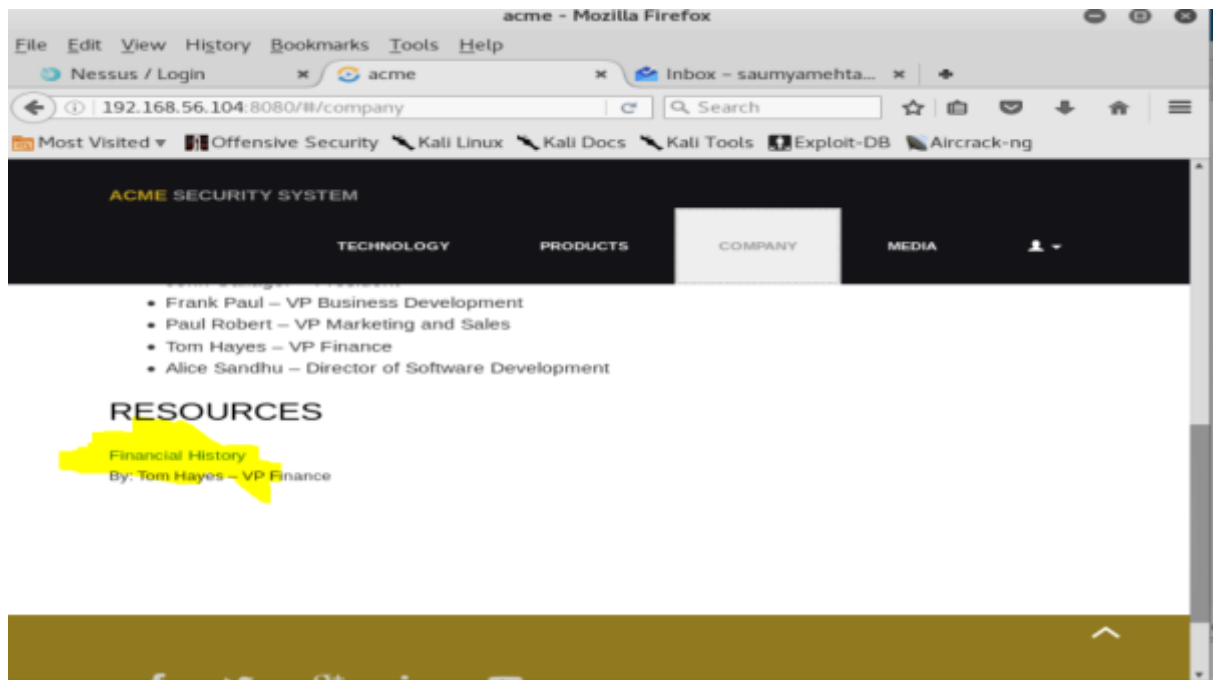 acme - Mozilla Firefox
File Edit View History Bookmarks Tools Help
Nessus / Login acme Inbox – saumyamehta...
192.168.56.104:8080/#/company Search
Most Visited Offensive Security Kali Linux Kali Docs Kali Tools Exploit-DB Aircrack-ng
ACME SECURITY SYSTEM
TECHNOLOGY PRODUCTS COMPANY MEDIA
• Frank Paul – VP Business Development
• Paul Robert – VP Marketing and Sales
• Tom Hayes – VP Finance
• Alice Sandhu – Director of Software Development
RESOURCES
Financial History
By: Tom Hayes – VP Finance